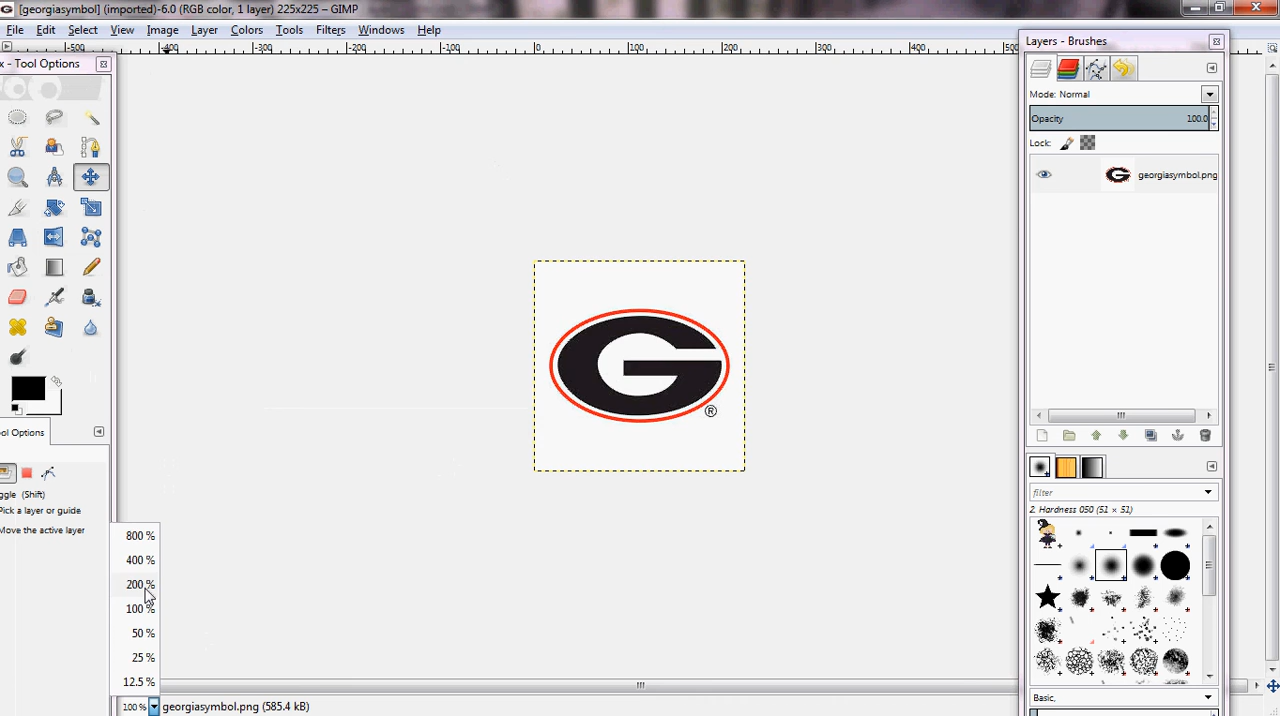 [georgiasymbol] (imported)-6.0 (RGB color, 1 layer) 225x225 – GIMP
File Edit Select View Image Layer Colors Tools Filters Windows Help
-500 -400 -300 -200 -100 0 100 200 300 400 500
x - Tool Options
Layers - Brushes
Mode: Normal
Opacity 100.0
Lock:
georgiasymbol.png
G
®
ool Options
ggle (Shift)
Pick a layer or guide
Move the active layer
filter
2. Hardness 050 (51 × 51)
800 %
400 %
200 %
100 %
50 %
25 %
12.5 %
Basic,
100 % georgiasymbol.png (585.4 kB)